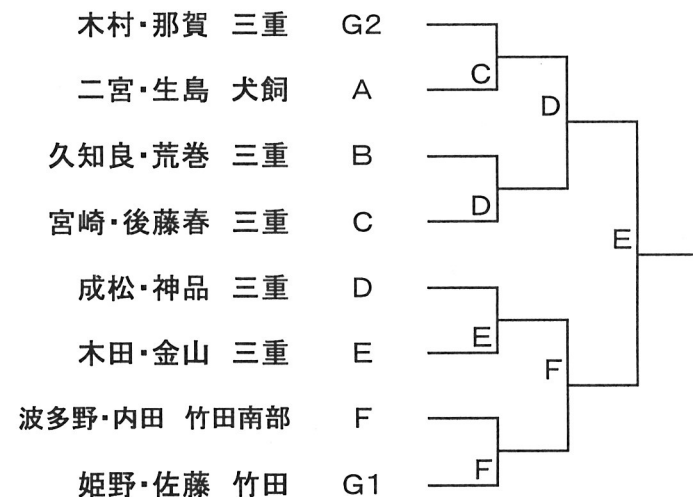 木村・那賀 三重 G2
二宮・生島 犬飼 A
久知良・荒巻 三重 B
宮崎・後藤春 三重 C
成松・神品 三重 D
木田・金山 三重 E
波多野・内田 竹田南部 F
姫野・佐藤 竹田 G1
C
D
D
E
E
F
F